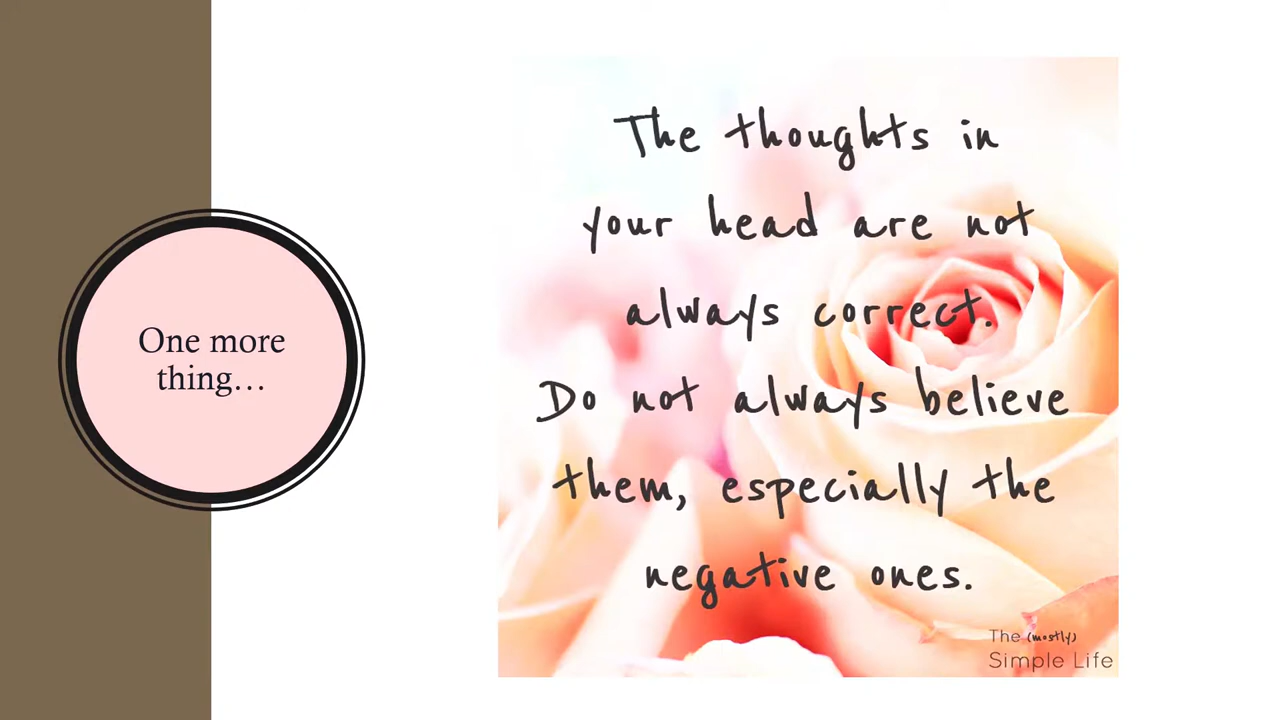 One more
thing...
The thoughts in
your head are not
always correct.
Do not always believe
them, especially the
negative ones.
The (mostly)
Simple Life